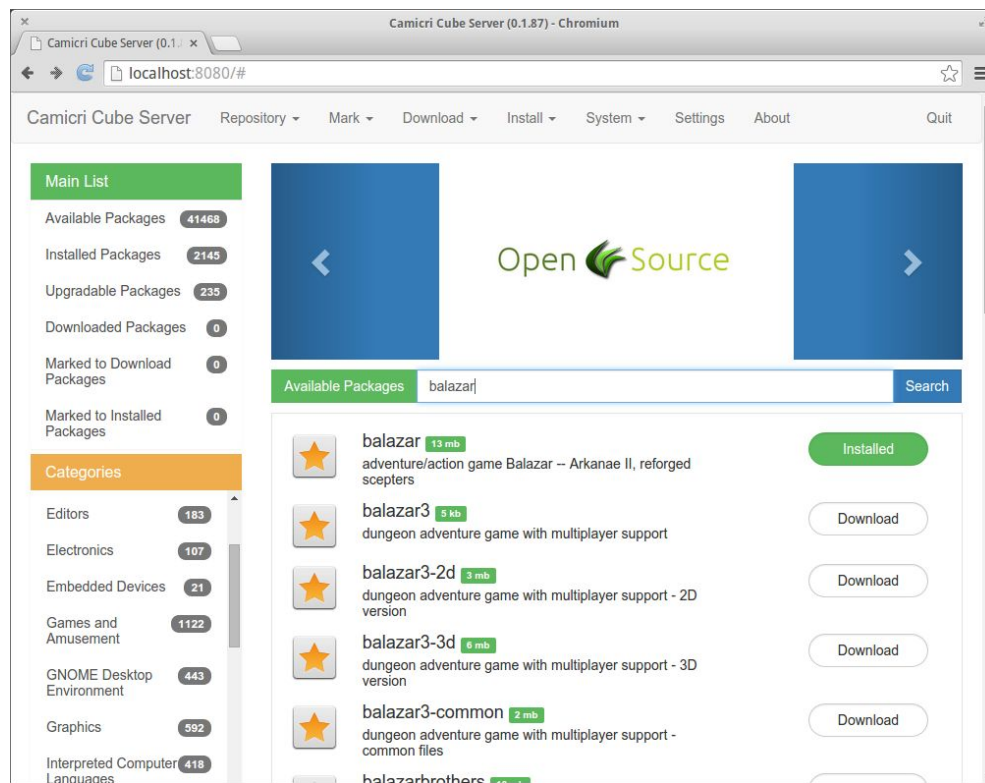 Camicri Cube Server (0.1.87) - Chromium
Camicri Cube Server (0.1.
localhost:8080/#
Camicri Cube Server Repository Mark Download Install System Settings About Quit
Main List
Available Packages 41468
Installed Packages 2145
Upgradable Packages 235
Downloaded Packages 0
Marked to Download 0
Packages
Marked to Installed 0
Packages
Categories
Editors 183
Electronics 107
Embedded Devices 21
Games and 1122
Amusement
GNOME Desktop 443
Environment
Graphics 592
Interpreted Computer 418
Languages
Open Source
Available Packages balazar Search
balazar 13 mb
adventure/action game Balazar -- Arkanae II, reforged
scepters
Installed
balazar3 5 kb
dungeon adventure game with multiplayer support
Download
balazar3-2d 3 mb
dungeon adventure game with multiplayer support - 2D
version
Download
balazar3-3d 6 mb
dungeon adventure game with multiplayer support - 3D
version
Download
balazar3-common 2 mb
dungeon adventure game with multiplayer support -
common files
Download
balazarbrothers